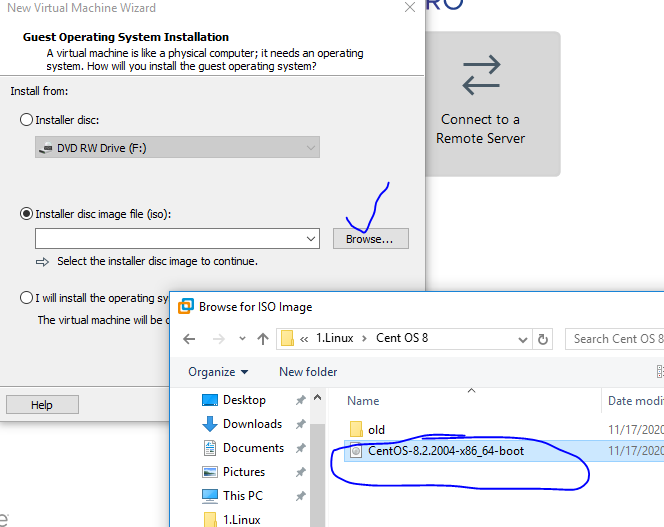 New Virtual Machine Wizard
Guest Operating System Installation
A virtual machine is like a physical computer; it needs an operating
system. How will you install the guest operating system?
Install from:
Installer disc:
DVD RW Drive (F:)
Installer disc image file (iso):
Browse...
Select the installer disc image to continue.
I will install the operating sy
The virtual machine will be c
Help
RO
Connect to a
Remote Server
Browse for ISO Image
« 1.Linux › Cent OS 8
Search Cent OS 8
Organize
New folder
Name
Date modi
Desktop
Downloads
Documents
Pictures
This PC
1.Linux
old
11/17/2020
CentOS-8.2.2004-x86_64-boot
11/17/2020